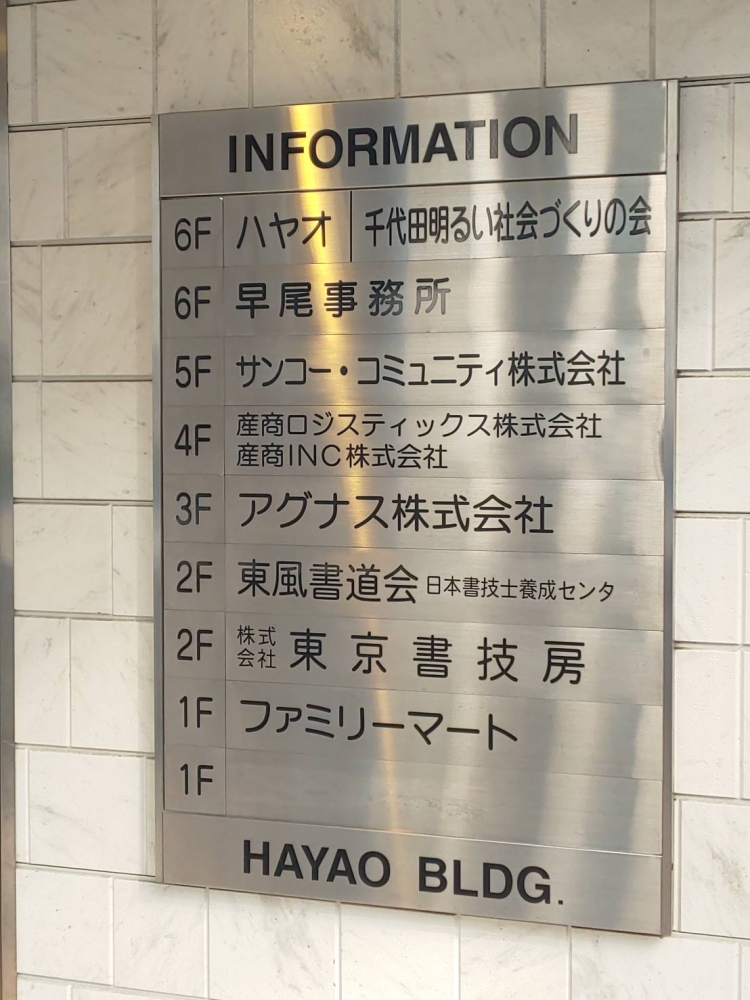 INFORMATION
6F ハヤオ 千代田明るい社会づくりの会
6F 早尾事務所
5F サンコー・コミュニティ株式会社
4F 産商ロジスティックス株式会社
産商INC株式会社
3F アグナス株式会社
2F 東風書道会 日本書技士養成センタ
2F 株式会社 東京書技房
1F ファミリーマート
1F
HAYAO BLDG.